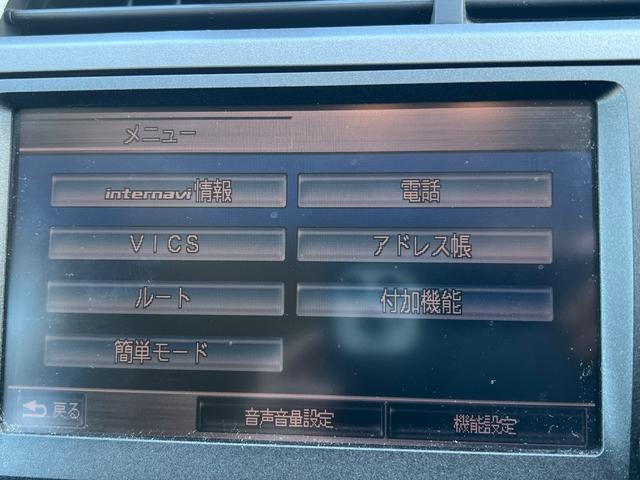 メニュー
internavi情報
電話
VICS
アドレス帳
ルート
付加機能
簡単モード
戻る
音声音量設定
機能設定